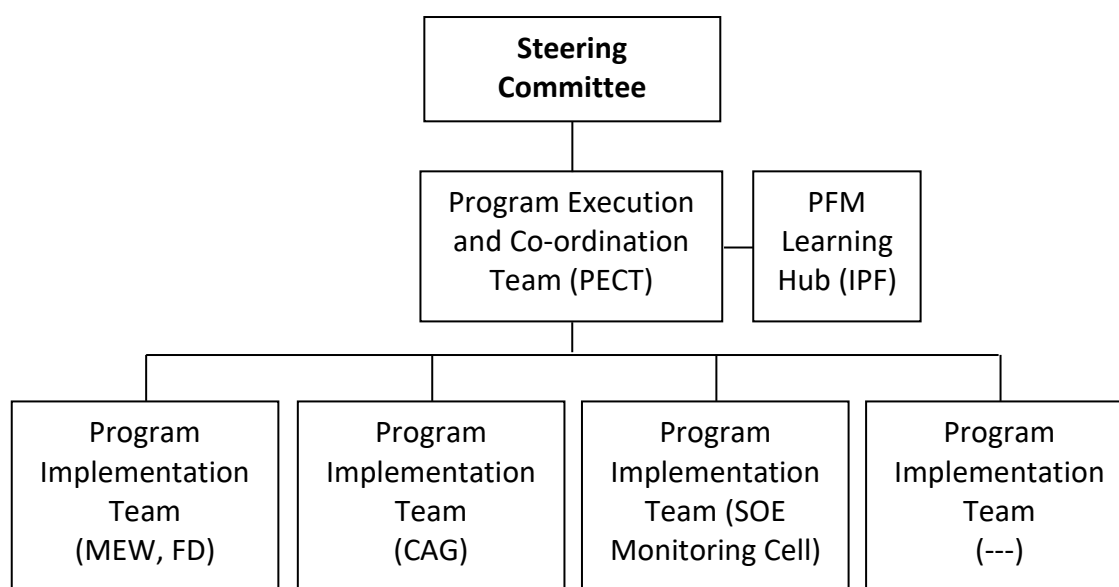 Steering
Committee
Program Execution
and Co-ordination
Team (PECT)
PFM
Learning
Hub (IPF)
Program
Implementation
Team
(MEW, FD)
Program
Implementation
Team
(CAG)
Program
Implementation
Team (SOE
Monitoring Cell)
Program
Implementation
Team
(---)